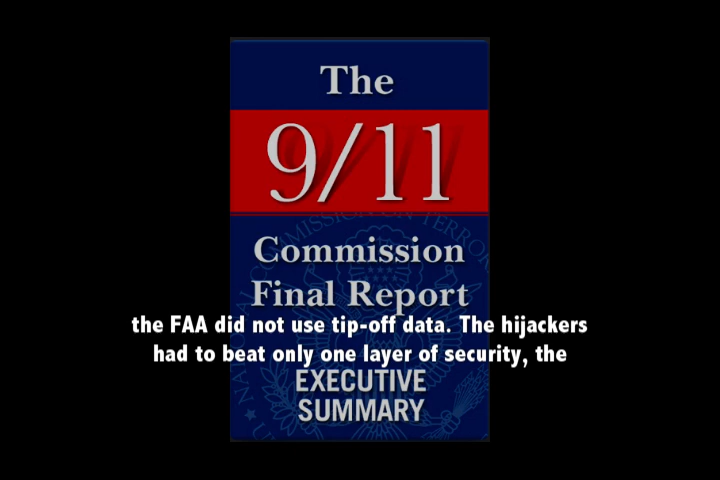 The
9/11
Commission
Final Report
the FAA did not use tip-off data. The hijackers
had to beat only one layer of security, the
EXECUTIVE
SUMMARY